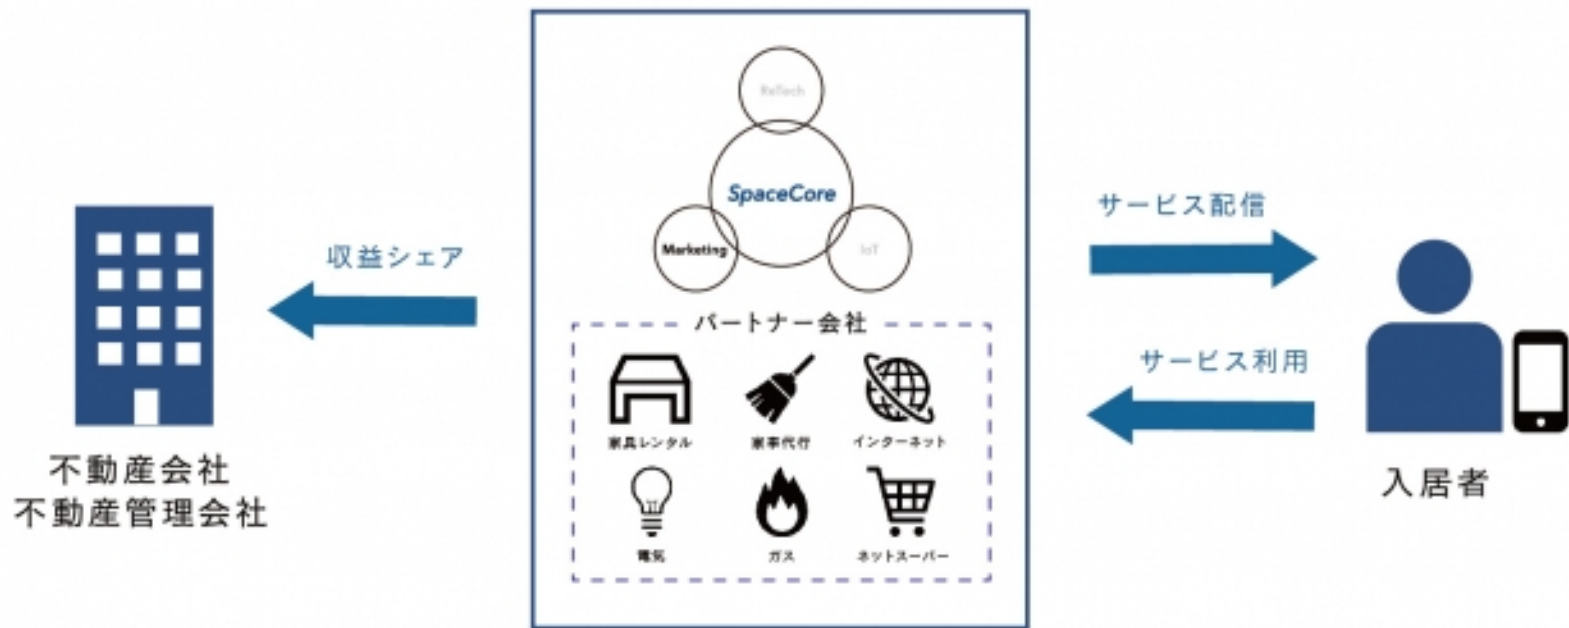 不動産会社
不動産管理会社
収益シェア
ReTech
SpaceCore
Marketing
IoT
パートナー会社
家具レンタル
家事代行
インターネット
電気
ガス
ネットスーパー
サービス配信
サービス利用
入居者